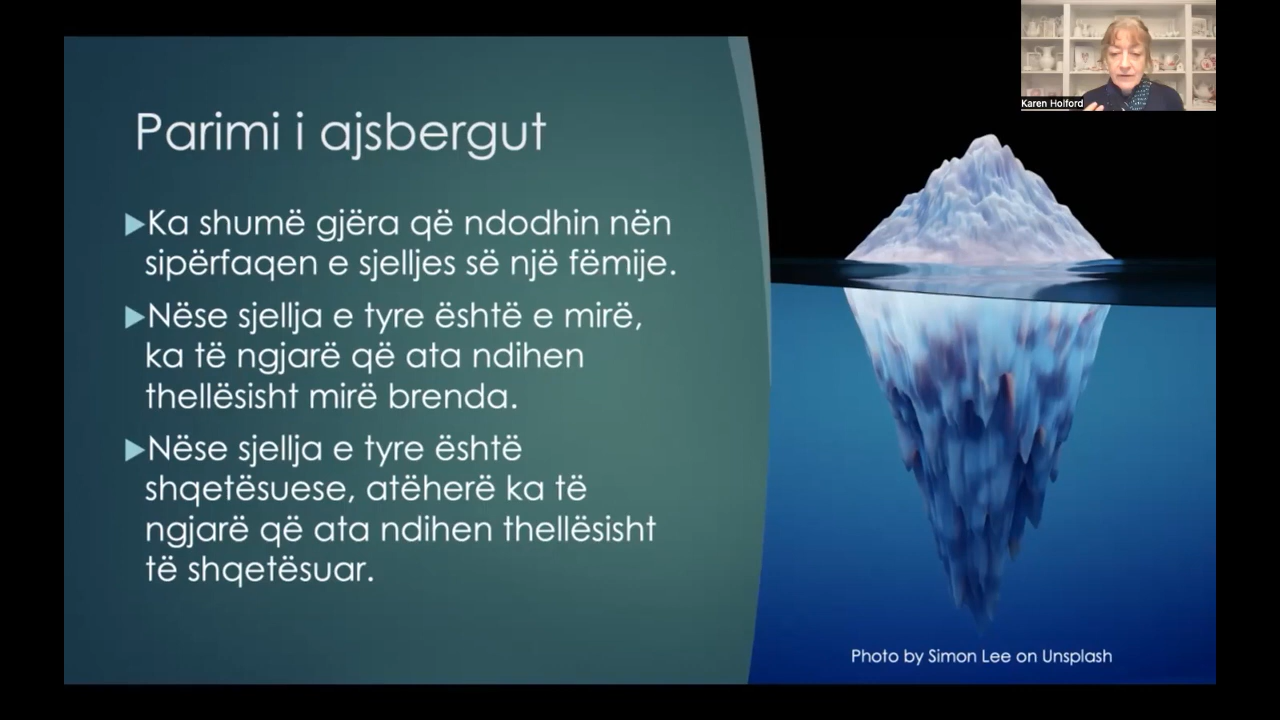 Karen Holford
Parimi i ajsbergut
Ka shumë gjëra që ndodhin nën
sipërfaqen e sjelljes së një fëmije.
Nëse sjellja e tyre është e mirë,
ka të ngjarë që ata ndihen
thellësisht mirë brenda.
Nëse sjellja e tyre është
shqetësuese, atëherë ka të
ngjarë që ata ndihen thellësisht
të shqetësuar.
Photo by Simon Lee on Unsplash